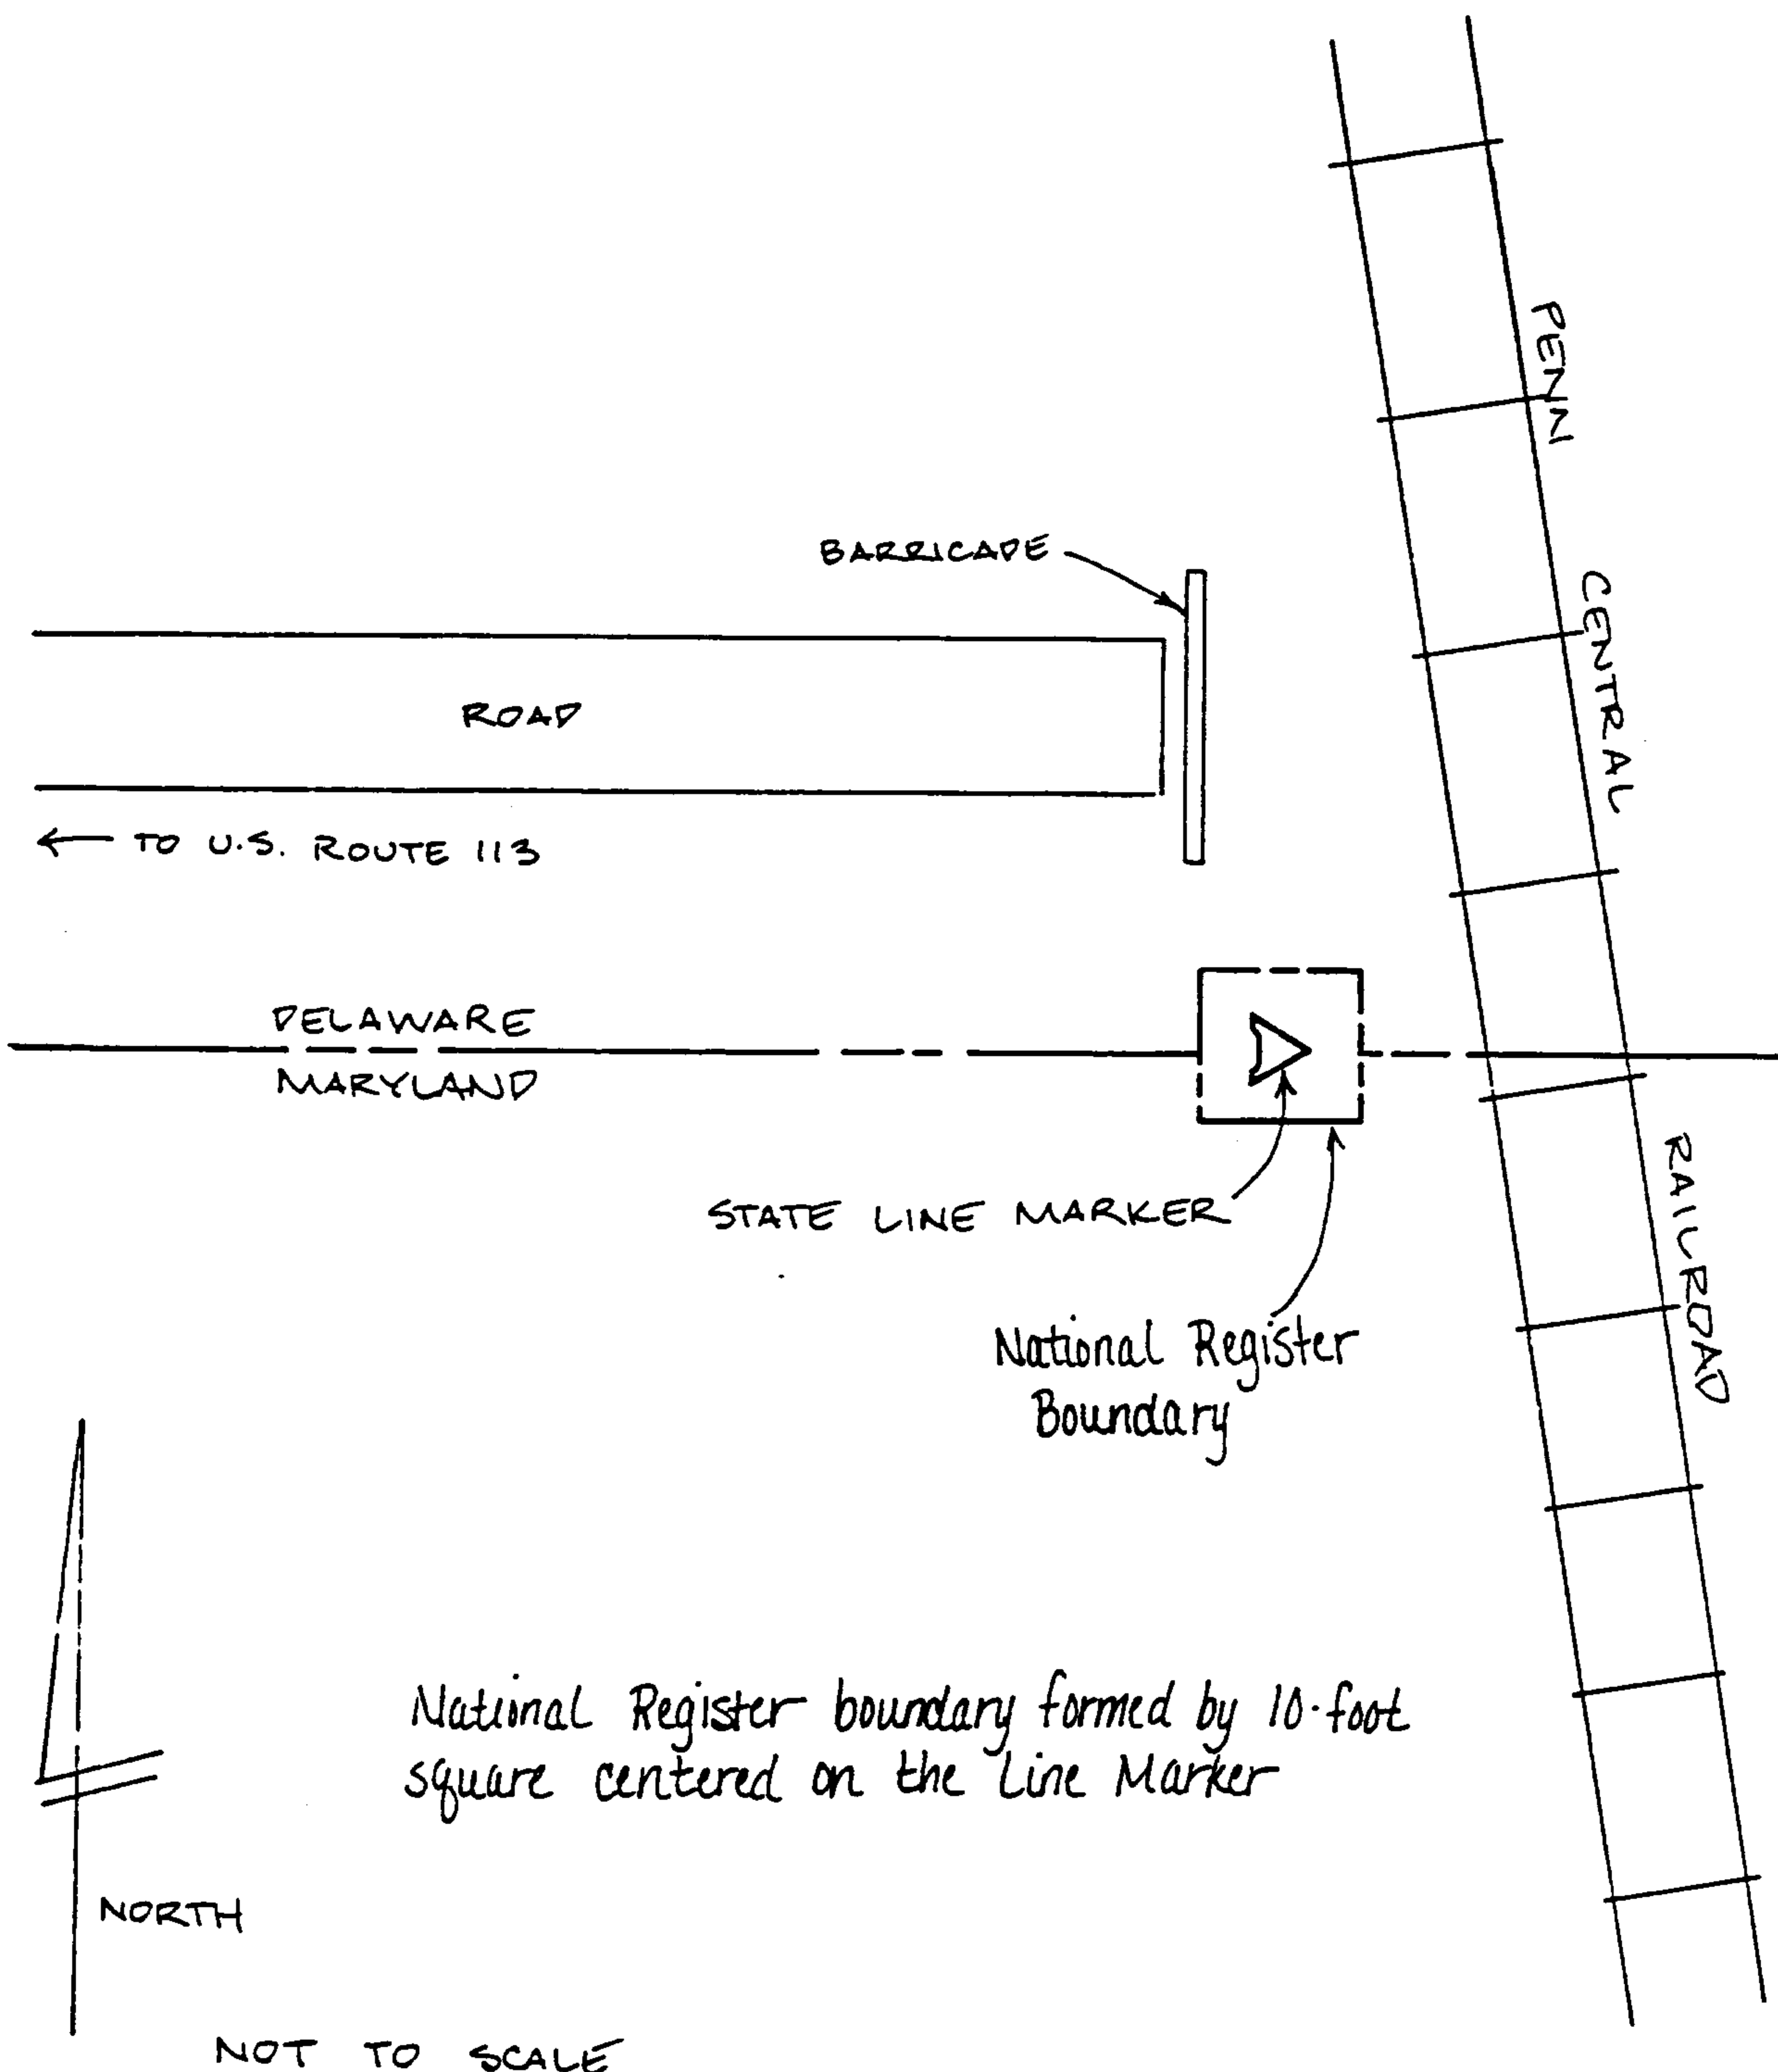 PENN CENTRAL RAILROAD
BARRICADE
ROAD
← TO U.S. ROUTE 113
DELAWARE
MARYLAND
STATE LINE MARKER
National Register
Boundary
National Register boundary formed by 10-foot
square centered on the Line Marker
NORTH
NOT TO SCALE